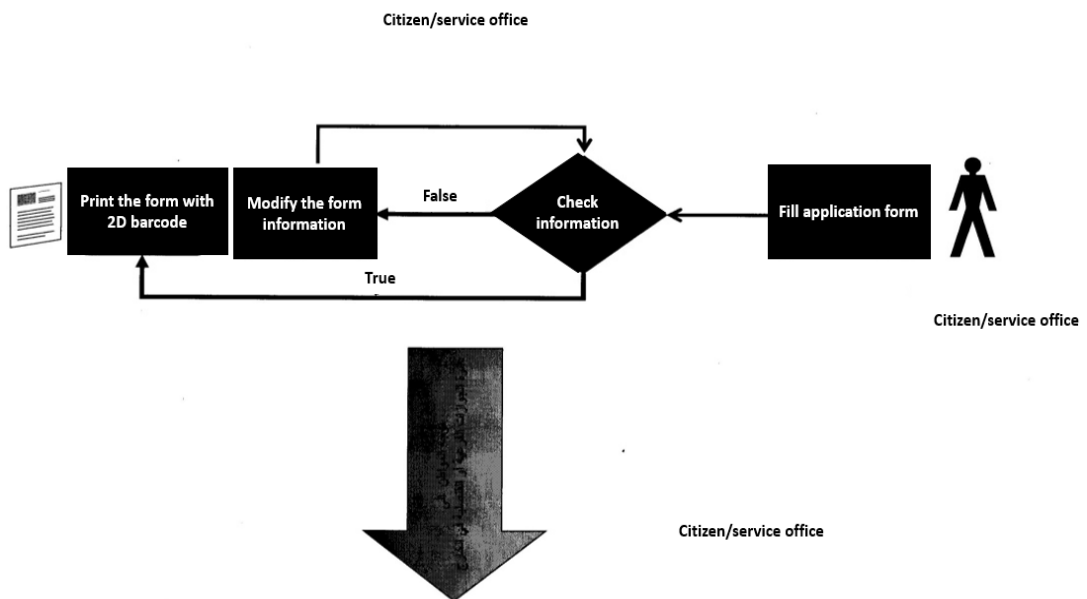 Citizen/service office
Print the form with
2D barcode
Modify the form
information
False
Check
information
Fill application form
True
Citizen/service office
Citizen/service office